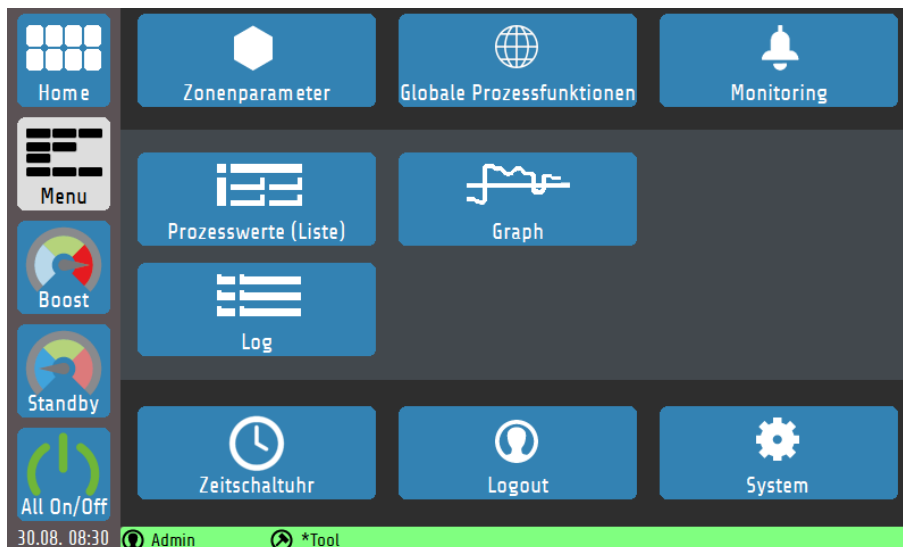 Home
Zonenparameter
Globale Prozessfunktionen
Monitoring
Menu
Prozesswerte (Liste)
Graph
Boost
Log
Standby
Zeitschaltuhr
Logout
System
All On/Off
30.08. 08:30 Admin *Tool